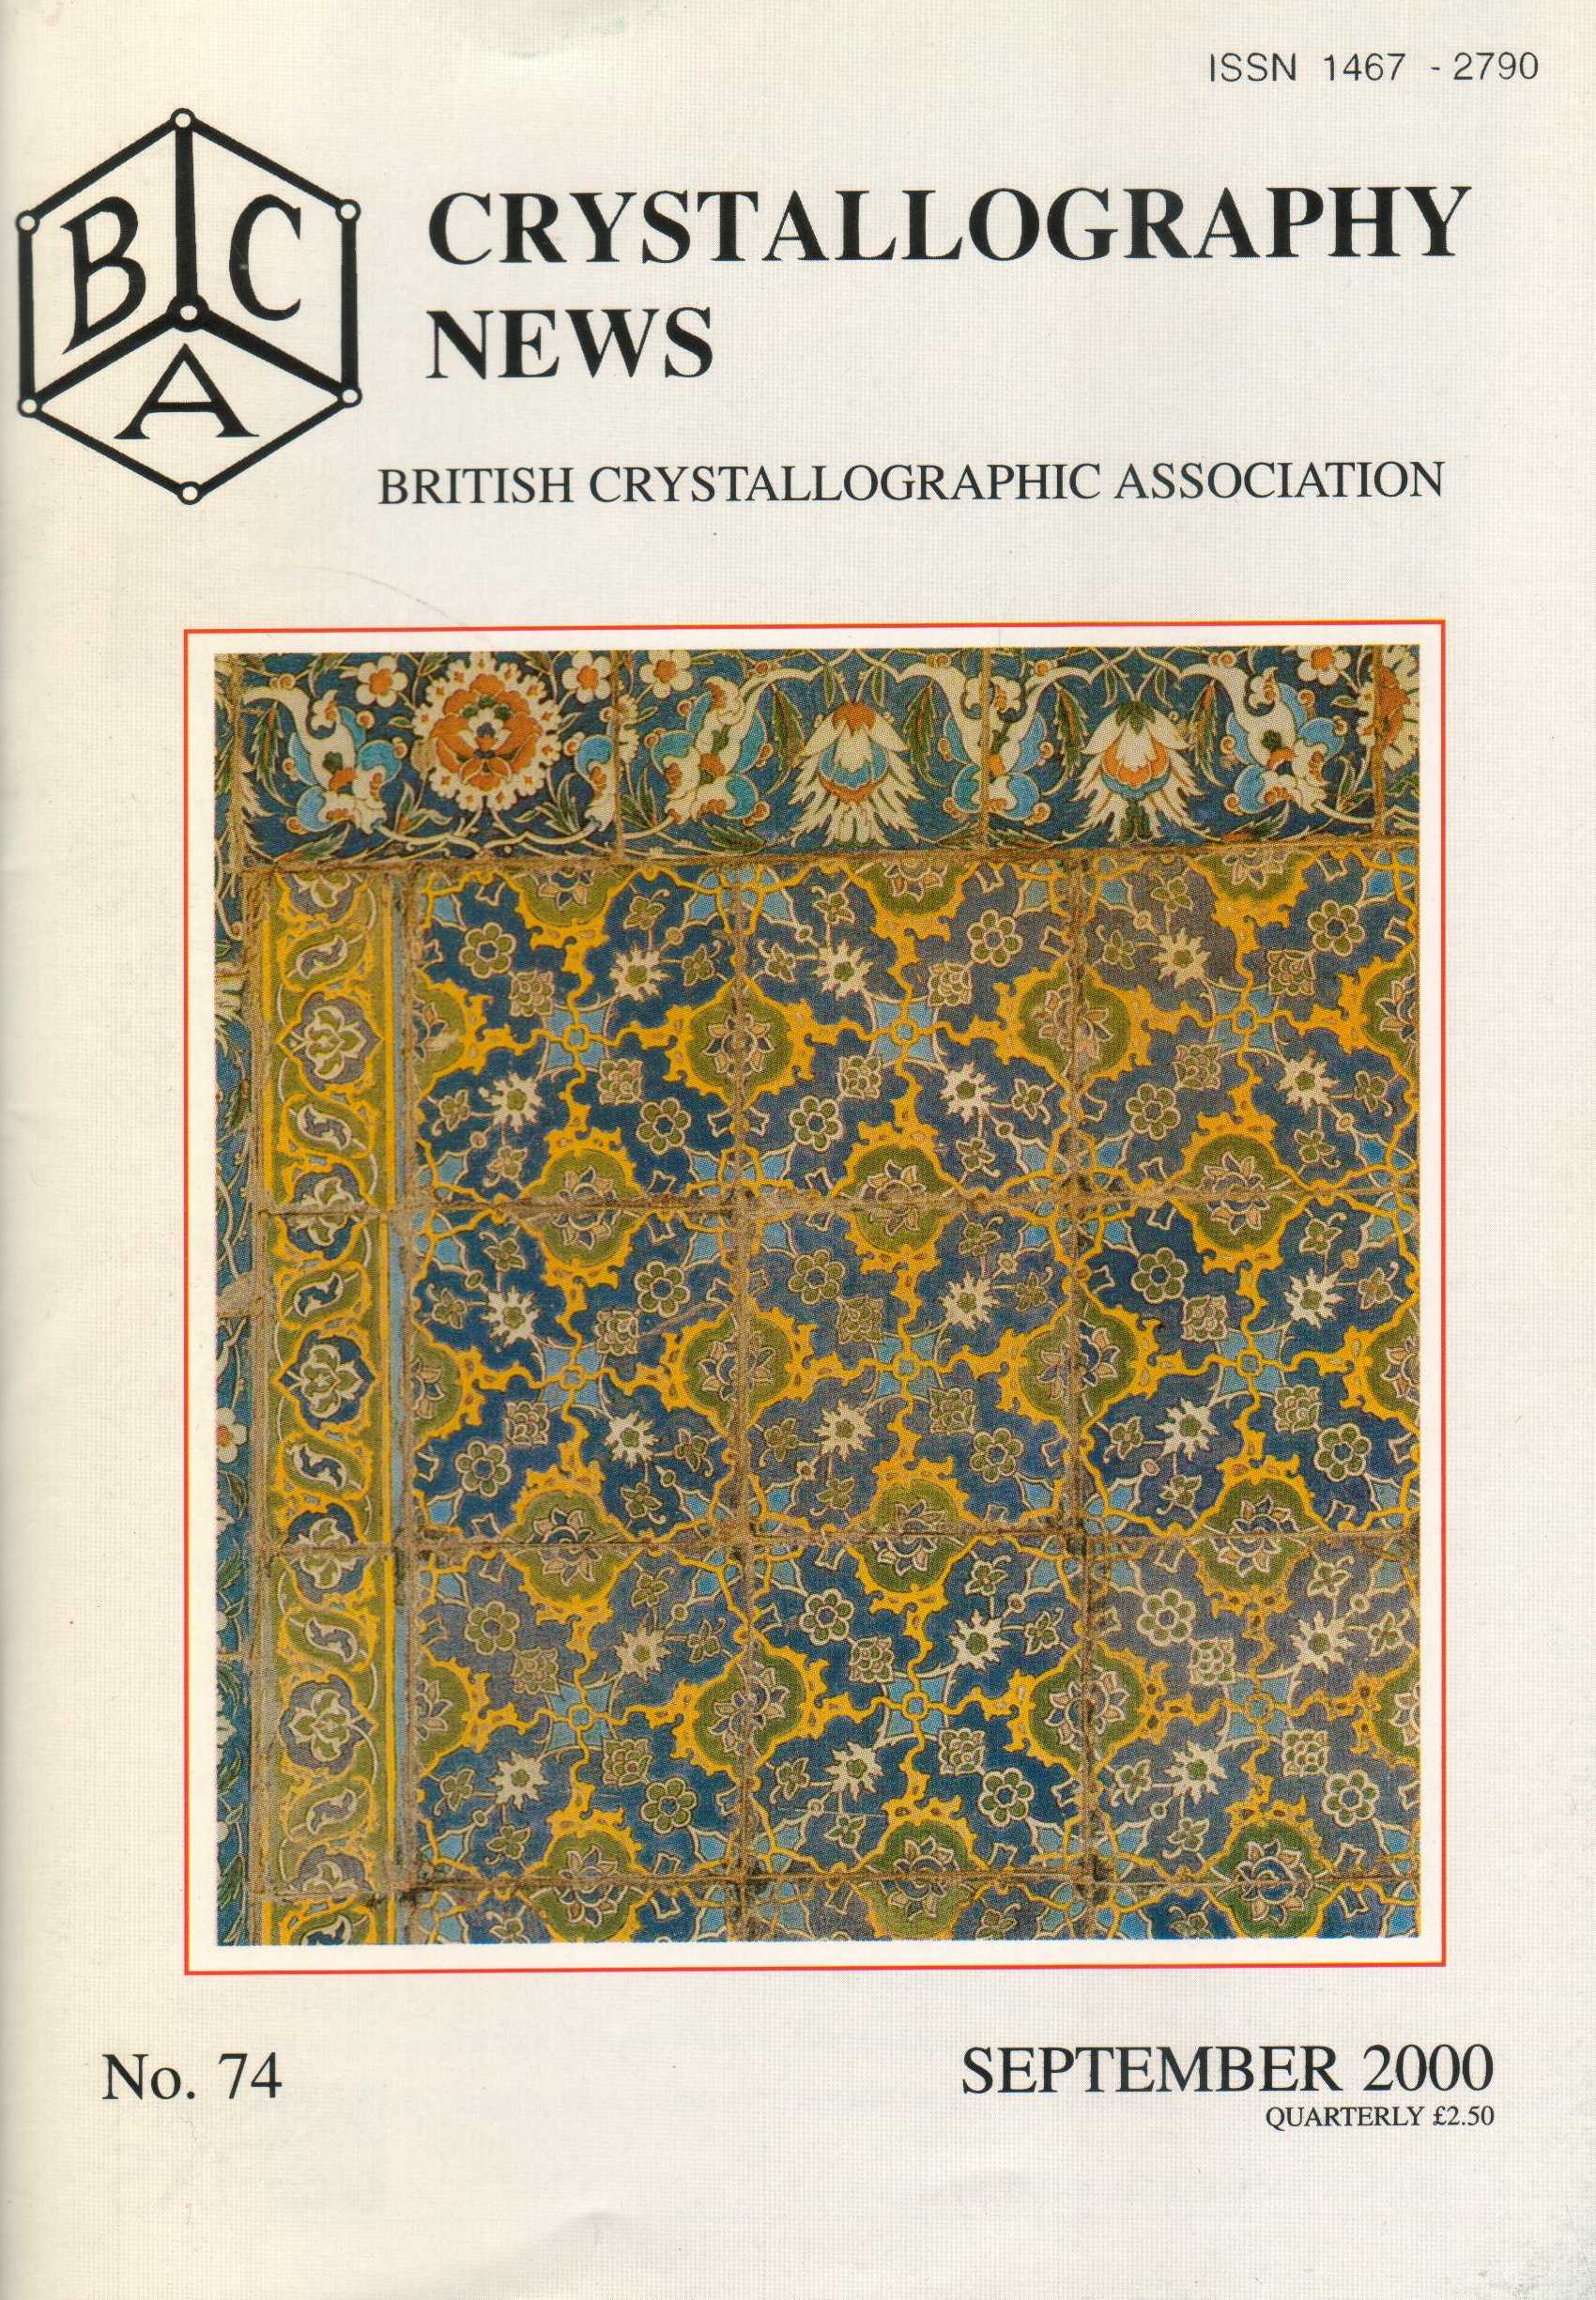 ISSN 1467 - 2790
B C
A
CRYSTALLOGRAPHY
NEWS
BRITISH CRYSTALLOGRAPHIC ASSOCIATION
No. 74
SEPTEMBER 2000
QUARTERLY £2.50